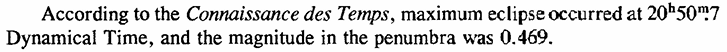 According to the Connaissance des Temps, maximum eclipse occurred at 20ʰ50ᵐ.7
Dynamical Time, and the magnitude in the penumbra was 0.469.